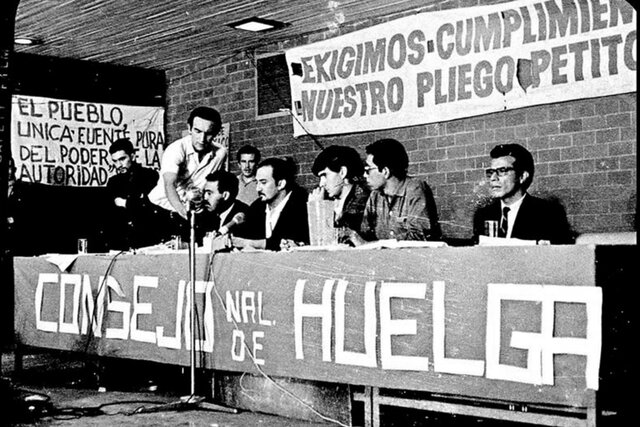 EXIGIMOS CUMPLIMIEN
NUESTRO PLIEGO PETITO
EL PUEBLO,
UNICA FUENTE PURA
DEL PODER Y LA
AUTORIDAD
CONSEJO NAL. DE HUELGA